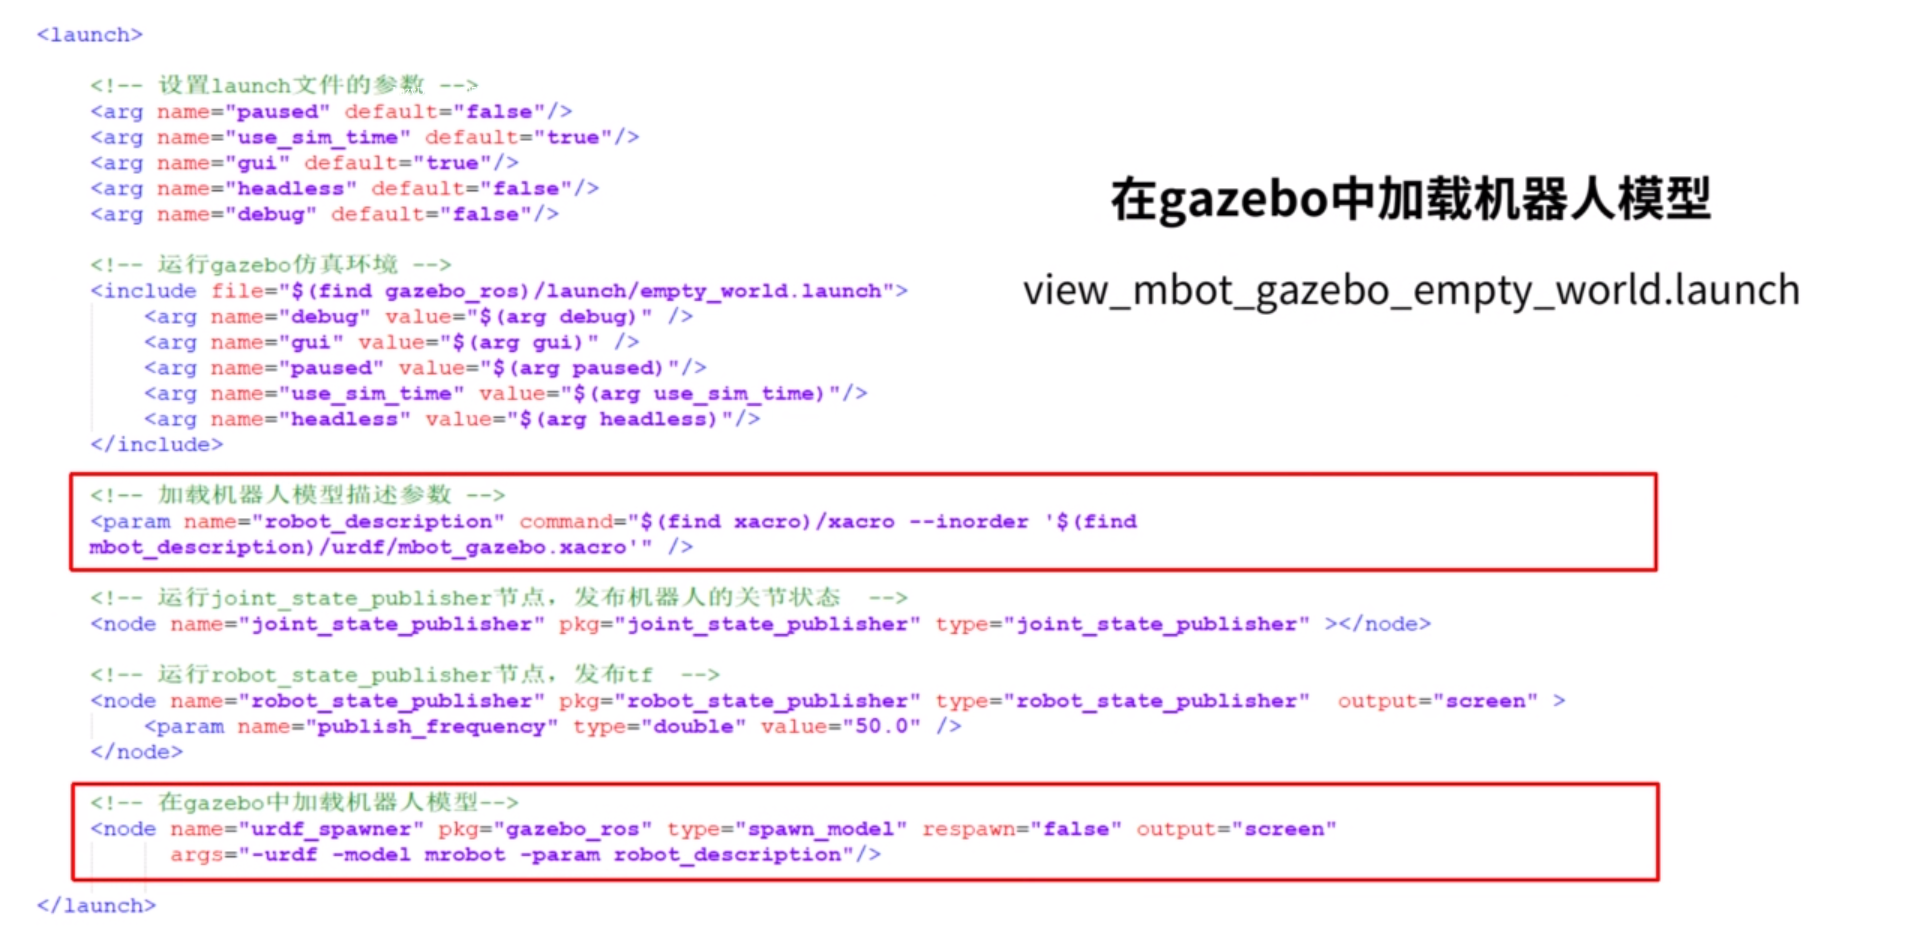 <launch>
<!-- 设置launch文件的参数 -->
<arg name="paused" default="false"/>
<arg name="use_sim_time" default="true"/>
<arg name="gui" default="true"/>
<arg name="headless" default="false"/>
<arg name="debug" default="false"/>
<!-- 运行gazebo仿真环境 -->
<include file="$(find gazebo_ros)/launch/empty_world.launch">
<arg name="debug" value="$(arg debug)" />
<arg name="gui" value="$(arg gui)" />
<arg name="paused" value="$(arg paused)"/>
<arg name="use_sim_time" value="$(arg use_sim_time)"/>
<arg name="headless" value="$(arg headless)"/>
</include>
<!-- 加载机器人模型描述参数 -->
<param name="robot_description" command="$(find xacro)/xacro --inorder '$(find
mbot_description)/urdf/mbot_gazebo.xacro'" />
<!-- 运行joint_state_publisher节点，发布机器人的关节状态  -->
<node name="joint_state_publisher" pkg="joint_state_publisher" type="joint_state_publisher" ></node>
<!-- 运行robot_state_publisher节点，发布tf  -->
<node name="robot_state_publisher" pkg="robot_state_publisher" type="robot_state_publisher"  output="screen" >
<param name="publish_frequency" type="double" value="50.0" />
</node>
<!-- 在gazebo中加载机器人模型-->
<node name="urdf_spawner" pkg="gazebo_ros" type="spawn_model" respawn="false" output="screen"
args="-urdf -model mrobot -param robot_description"/>
</launch>
在gazebo中加载机器人模型
view_mbot_gazebo_empty_world.launch